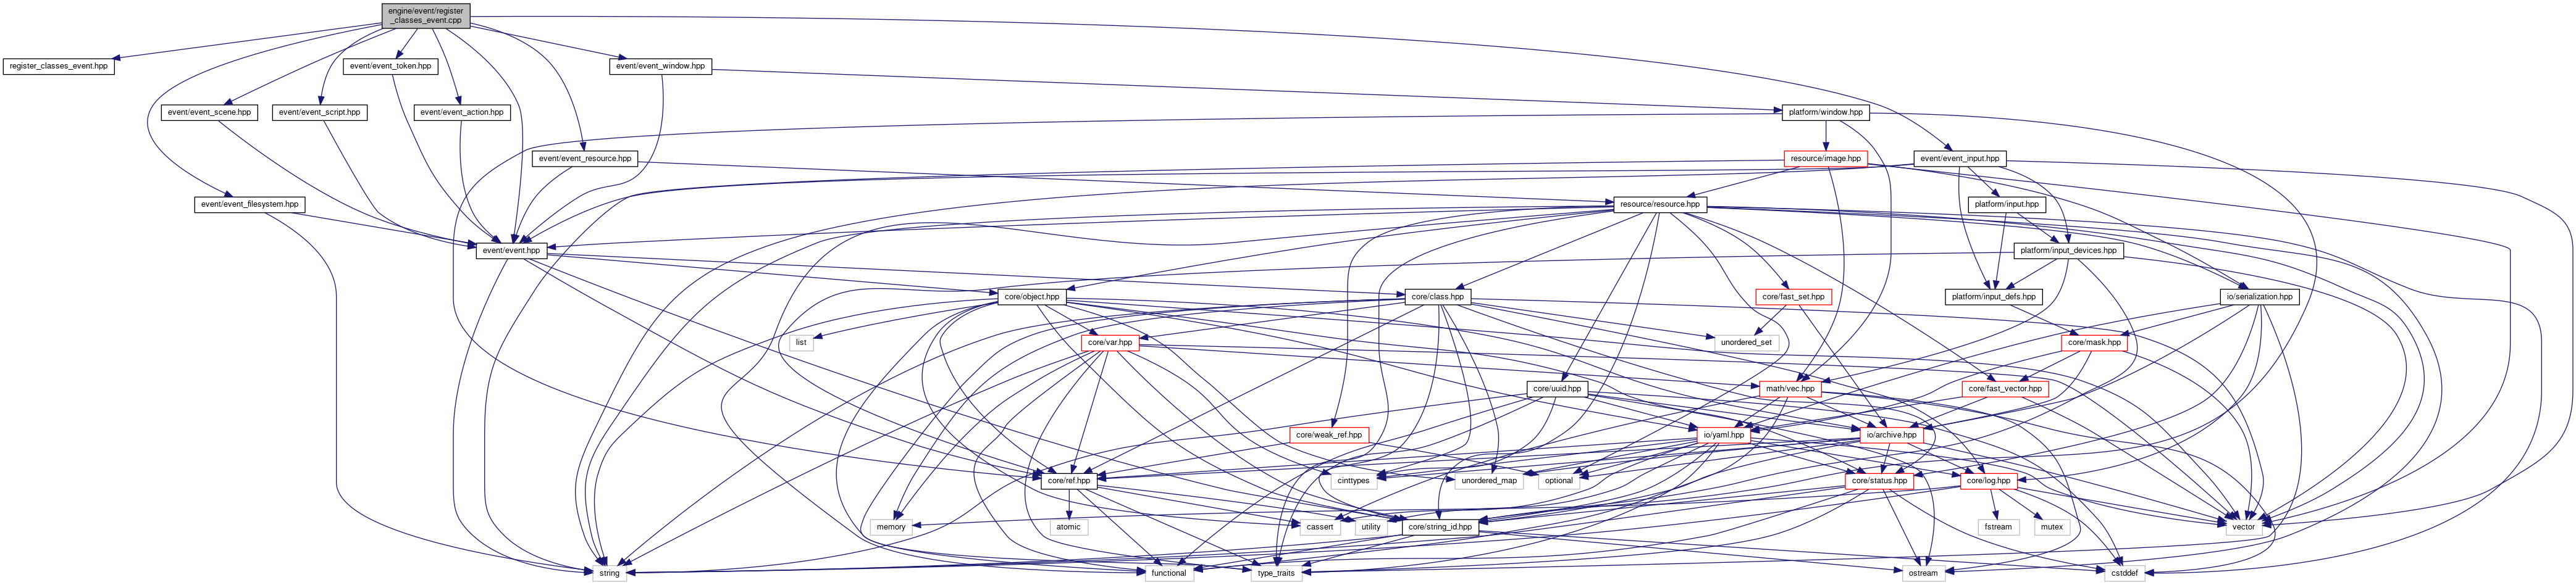 engine/event/register
_classes_event.cpp
register_classes_event.hpp
event/event_token.hpp
event/event_window.hpp
event/event_scene.hpp
event/event_script.hpp
event/event_action.hpp
platform/window.hpp
event/event_resource.hpp
resource/image.hpp
event/event_input.hpp
event/event_filesystem.hpp
resource/resource.hpp
platform/input.hpp
event/event.hpp
platform/input_devices.hpp
core/object.hpp
core/class.hpp
core/fast_set.hpp
platform/input_defs.hpp
io/serialization.hpp
list
core/var.hpp
unordered_set
core/mask.hpp
core/uuid.hpp
math/vec.hpp
core/fast_vector.hpp
core/weak_ref.hpp
io/yaml.hpp
io/archive.hpp
core/ref.hpp
cinttypes
unordered_map
optional
core/status.hpp
core/log.hpp
memory
atomic
cassert
utility
core/string_id.hpp
fstream
mutex
vector
string
functional
type_traits
ostream
cstddef